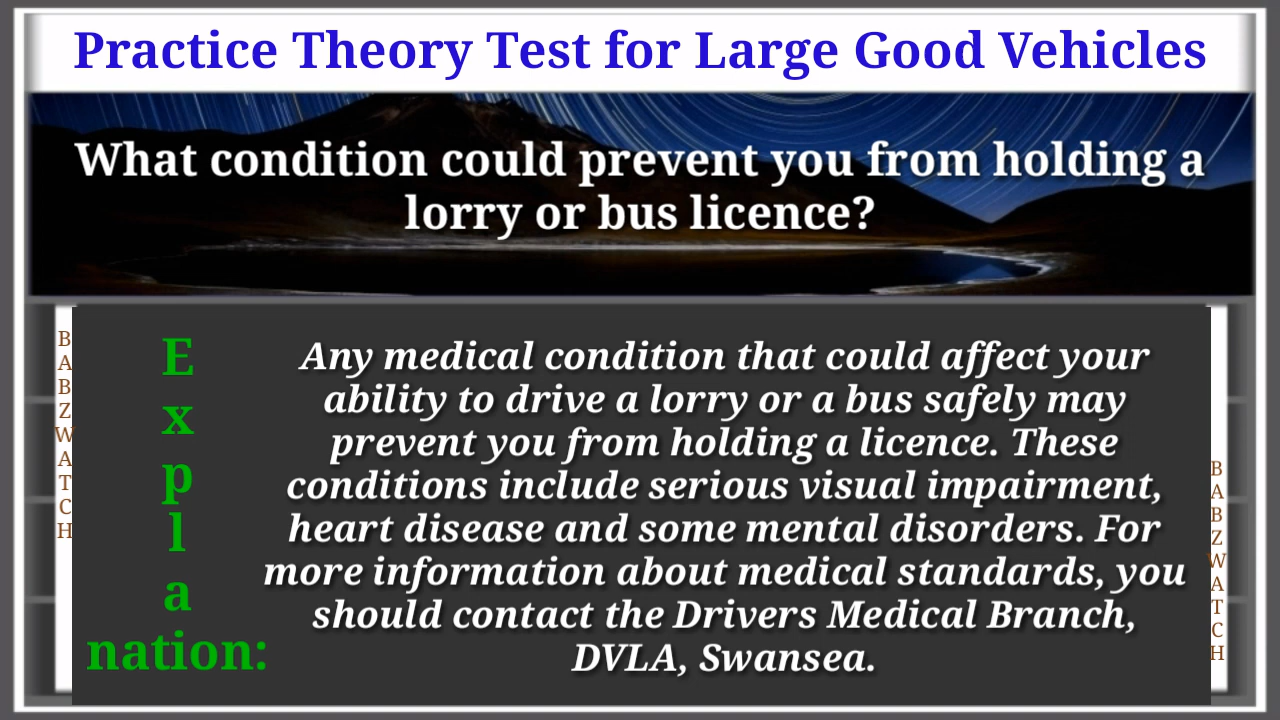 Practice Theory Test for Large Good Vehicles
What condition could prevent you from holding a
lorry or bus licence?
B
A
B
Z
W
A
T
C
H
E
x
p
l
a
nation:
Any medical condition that could affect your
ability to drive a lorry or a bus safely may
prevent you from holding a licence. These
conditions include serious visual impairment,
heart disease and some mental disorders. For
more information about medical standards, you
should contact the Drivers Medical Branch,
DVLA, Swansea.
B
A
B
Z
W
A
T
C
H